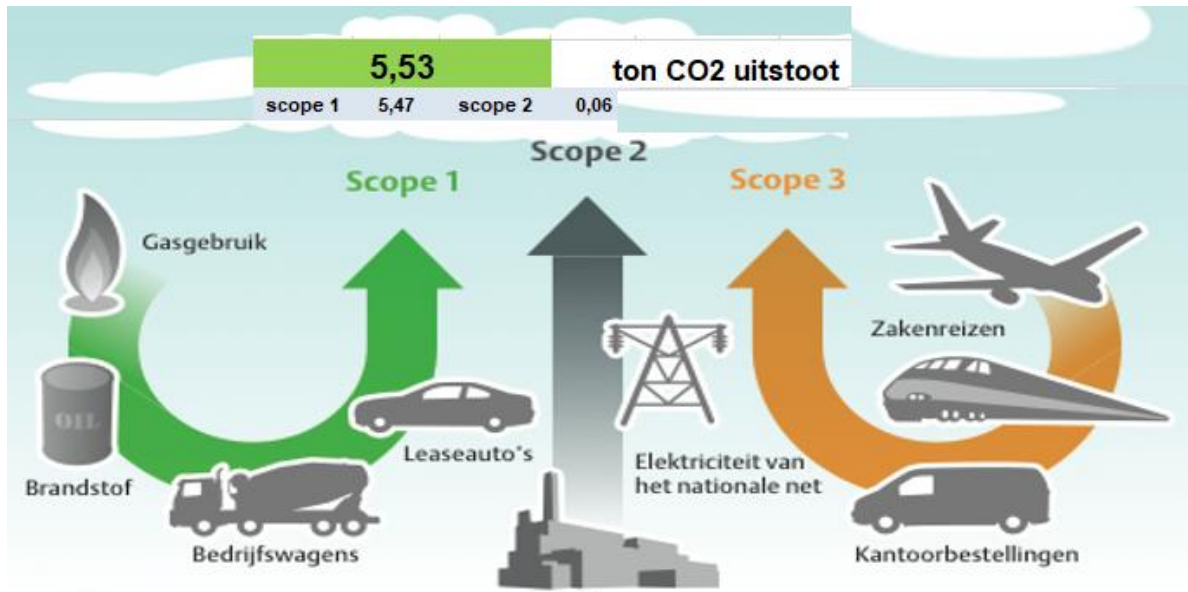 5,53 ton CO2 uitstoot
scope 1 5,47 scope 2 0,06
Scope 2
Scope 1
Scope 3
Gasgebruik
Zakenreizen
OIL
Leaseauto's
Elektriciteit van
het nationale net
Brandstof
Bedrijfswagens
Kantoorbestellingen